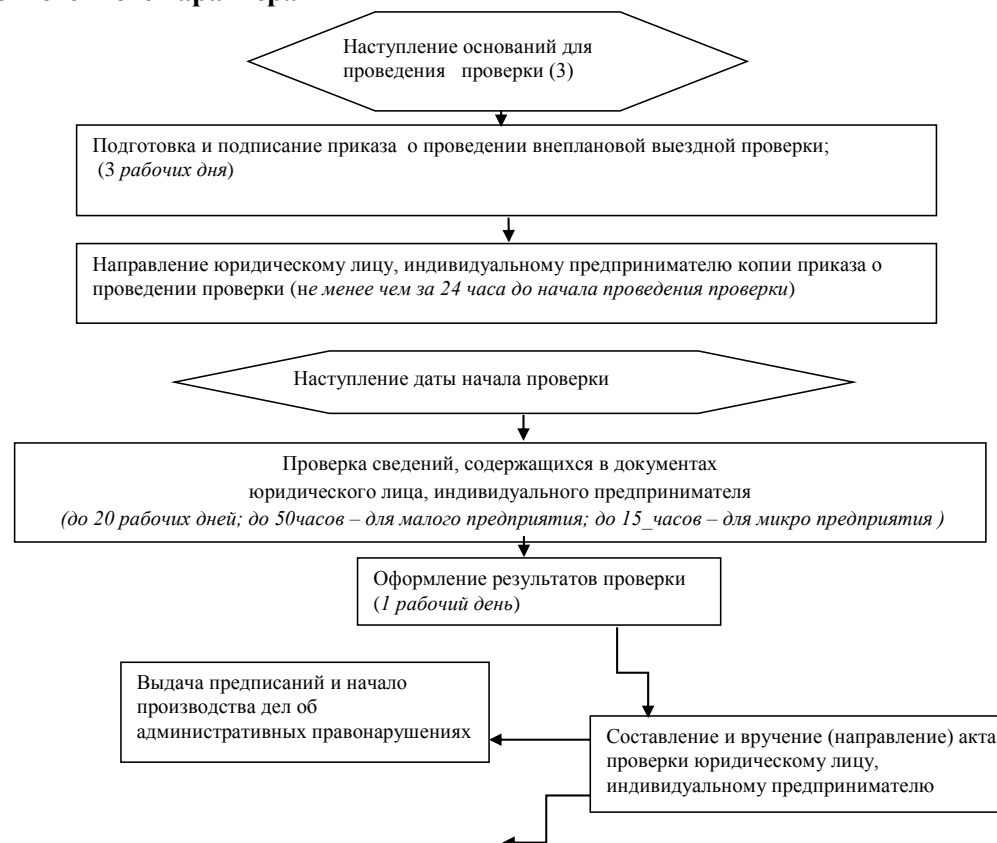 Наступление оснований для
проведения проверки (3)
Подготовка и подписание приказа о проведении внеплановой выездной проверки;
(3 рабочих дня)
Направление юридическому лицу, индивидуальному предпринимателю копии приказа о
проведении проверки (не менее чем за 24 часа до начала проведения проверки)
Наступление даты начала проверки
Проверка сведений, содержащихся в документах
юридического лица, индивидуального предпринимателя
(до 20 рабочих дней; до 50часов – для малого предприятия; до 15_часов – для микро предприятия )
Оформление результатов проверки
(1 рабочий день)
Выдача предписаний и начало
производства дел об
административных правонарушениях
Составление и вручение (направление) акта
проверки юридическому лицу,
индивидуальному предпринимателю